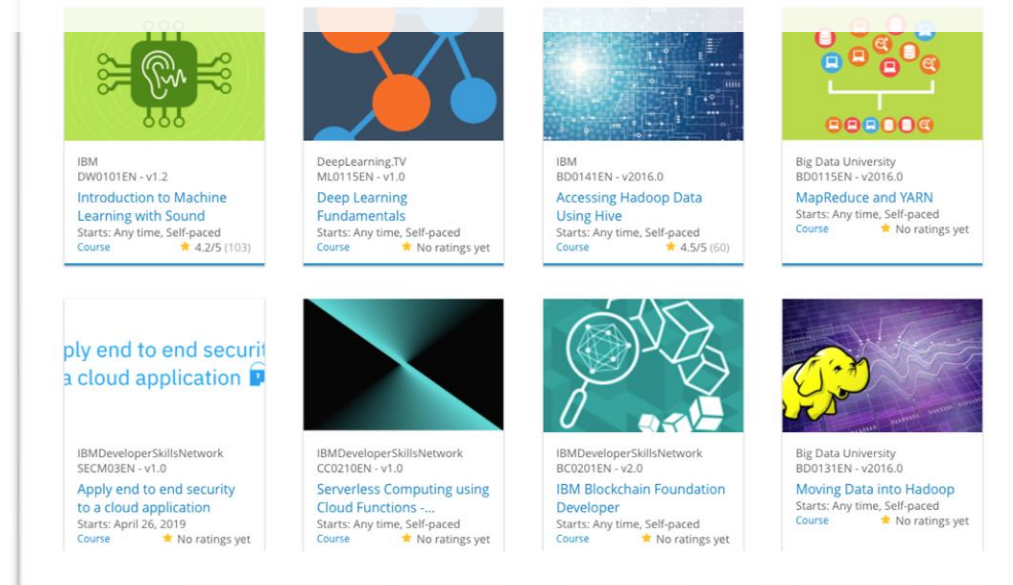 IBM
DW0101EN - v1.2
Introduction to Machine
Learning with Sound
Starts: Any time, Self-paced
Course 4.2/5 (103)
DeepLearning.TV
ML0115EN - v1.0
Deep Learning
Fundamentals
Starts: Any time, Self-paced
Course No ratings yet
IBM
BD0141EN - v2016.0
Accessing Hadoop Data
Using Hive
Starts: Any time, Self-paced
Course 4.5/5 (60)
Big Data University
BD0115EN - v2016.0
MapReduce and YARN
Starts: Any time, Self-paced
Course No ratings yet
ply end to end securit
a cloud application
IBMDeveloperSkillsNetwork
SECM03EN - v1.0
Apply end to end security
to a cloud application
Starts: April 26, 2019
Course No ratings yet
IBMDeveloperSkillsNetwork
CC0210EN - v1.0
Serverless Computing using
Cloud Functions -...
Starts: Any time, Self-paced
Course No ratings yet
IBMDeveloperSkillsNetwork
BC0201EN - v2.0
IBM Blockchain Foundation
Developer
Starts: Any time, Self-paced
Course No ratings yet
Big Data University
BD0131EN - v2016.0
Moving Data into Hadoop
Starts: Any time, Self-paced
Course No ratings yet